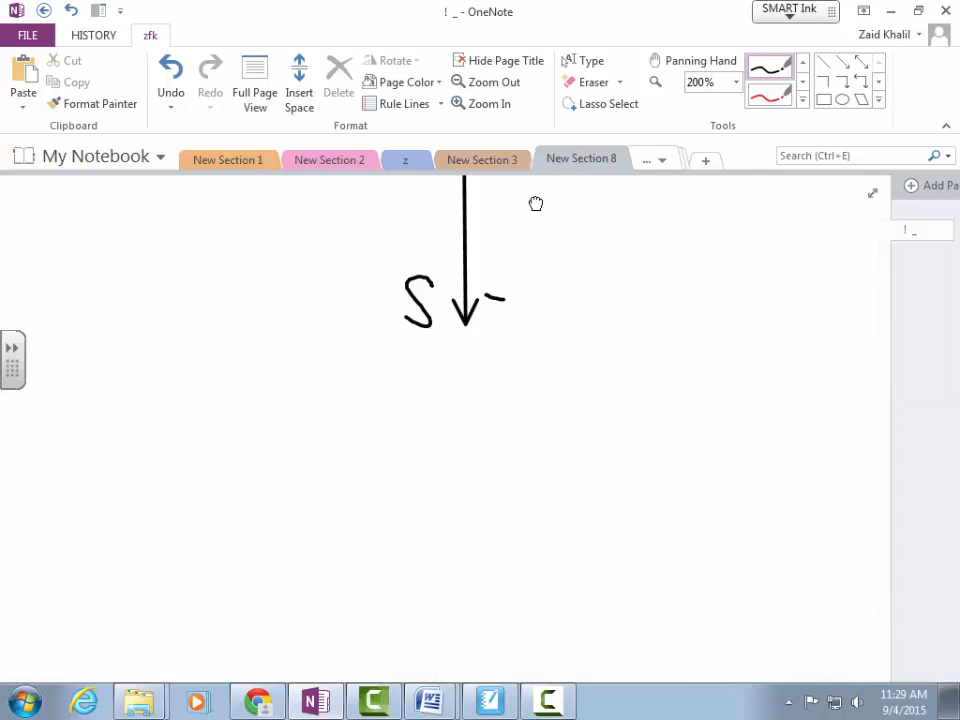 ! _ - OneNote
SMART Ink
FILE
HISTORY
zfk
Zaid Khalil
Paste
Cut
Copy
Format Painter
Clipboard
Undo
Redo
Full Page View
Insert Space
Delete
Rotate
Page Color
Rule Lines
Format
Hide Page Title
Zoom Out
Zoom In
Type
Eraser
Lasso Select
Panning Hand
200%
Tools
My Notebook
New Section 1
New Section 2
z
New Section 3
New Section 8
...
+
Search (Ctrl+E)
Add Pa
! _
S -
11:29 AM
9/4/2015